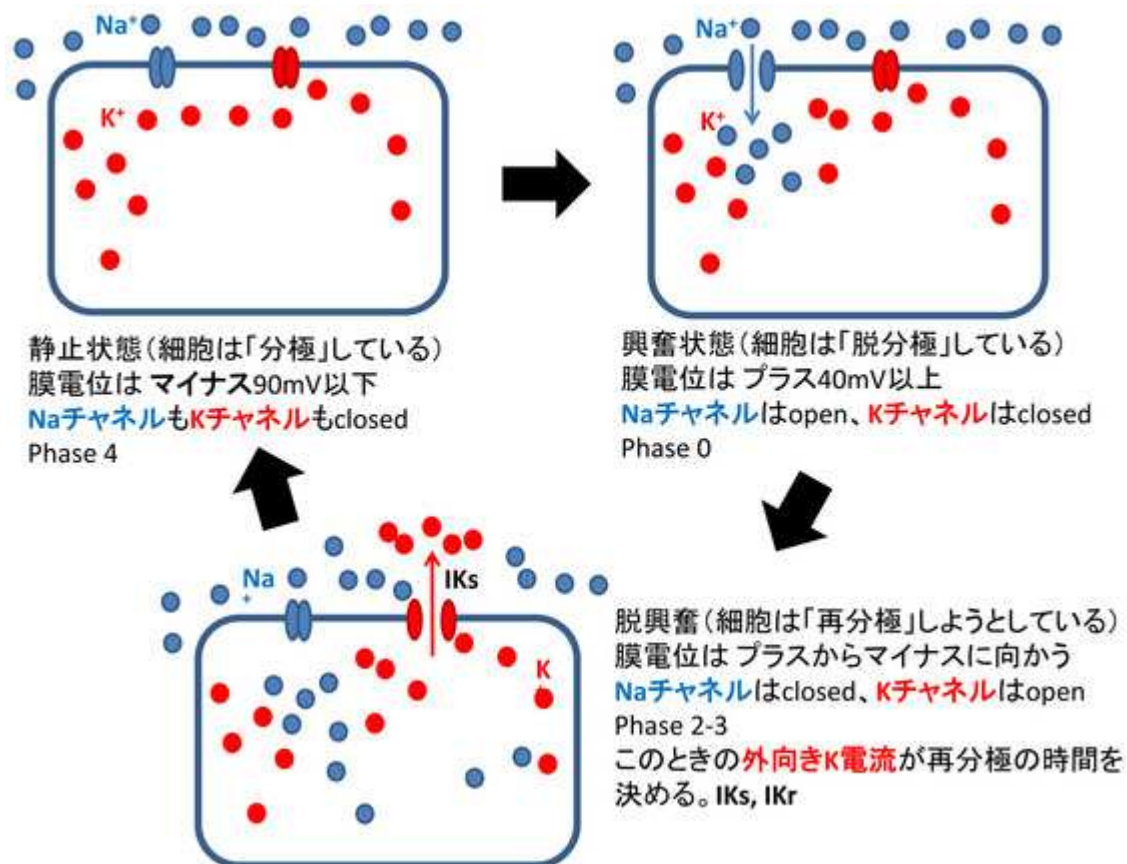 Na⁺
K⁺
静止状態(細胞は「分極」している)
膜電位は マイナス90mV以下
NaチャネルもKチャネルもclosed
Phase 4
Na⁺
K⁺
興奮状態(細胞は「脱分極」している)
膜電位は プラス40mV以上
Naチャネルはopen、Kチャネルはclosed
Phase 0
Na
+
IKs
K
+
脱興奮(細胞は「再分極」しようとしている)
膜電位は プラスからマイナスに向かう
Naチャネルはclosed、Kチャネルはopen
Phase 2-3
このときの外向きK電流が再分極の時間を
決める。IKs, IKr